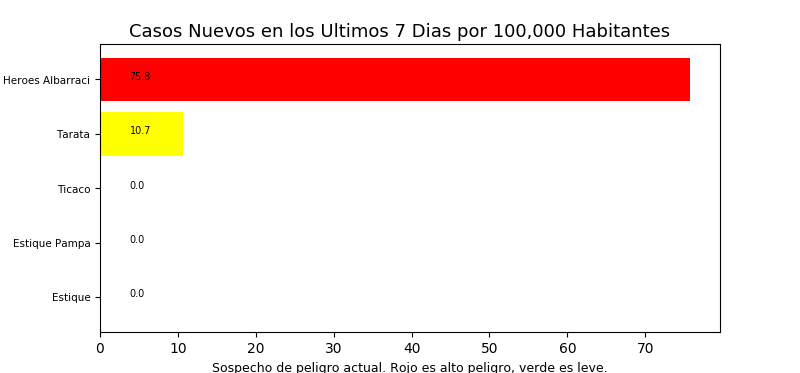 Casos Nuevos en los Ultimos 7 Dias por 100,000 Habitantes
Heroes Albarraci 75.8
Tarata 10.7
Ticaco 0.0
Estique Pampa 0.0
Estique 0.0
0 10 20 30 40 50 60 70
Sospecho de peligro actual. Rojo es alto peligro, verde es leve.